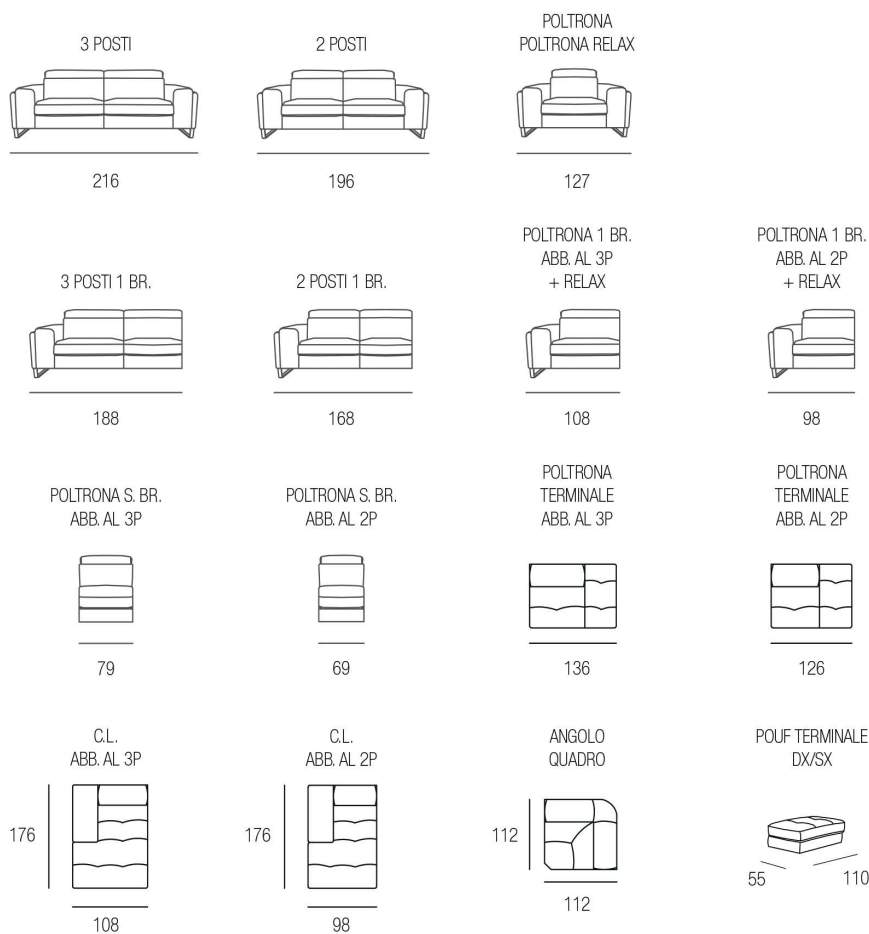 3 POSTI
216
2 POSTI
196
POLTRONA
POLTRONA RELAX
127
3 POSTI 1 BR.
188
2 POSTI 1 BR.
168
POLTRONA 1 BR.
ABB. AL 3P
+ RELAX
108
POLTRONA 1 BR.
ABB. AL 2P
+ RELAX
98
POLTRONA S. BR.
ABB. AL 3P
79
POLTRONA S. BR.
ABB. AL 2P
69
POLTRONA
TERMINALE
ABB. AL 3P
136
POLTRONA
TERMINALE
ABB. AL 2P
126
C.L.
ABB. AL 3P
176
108
C.L.
ABB. AL 2P
176
98
ANGOLO
QUADRO
112
112
POUF TERMINALE
DX/SX
55
110